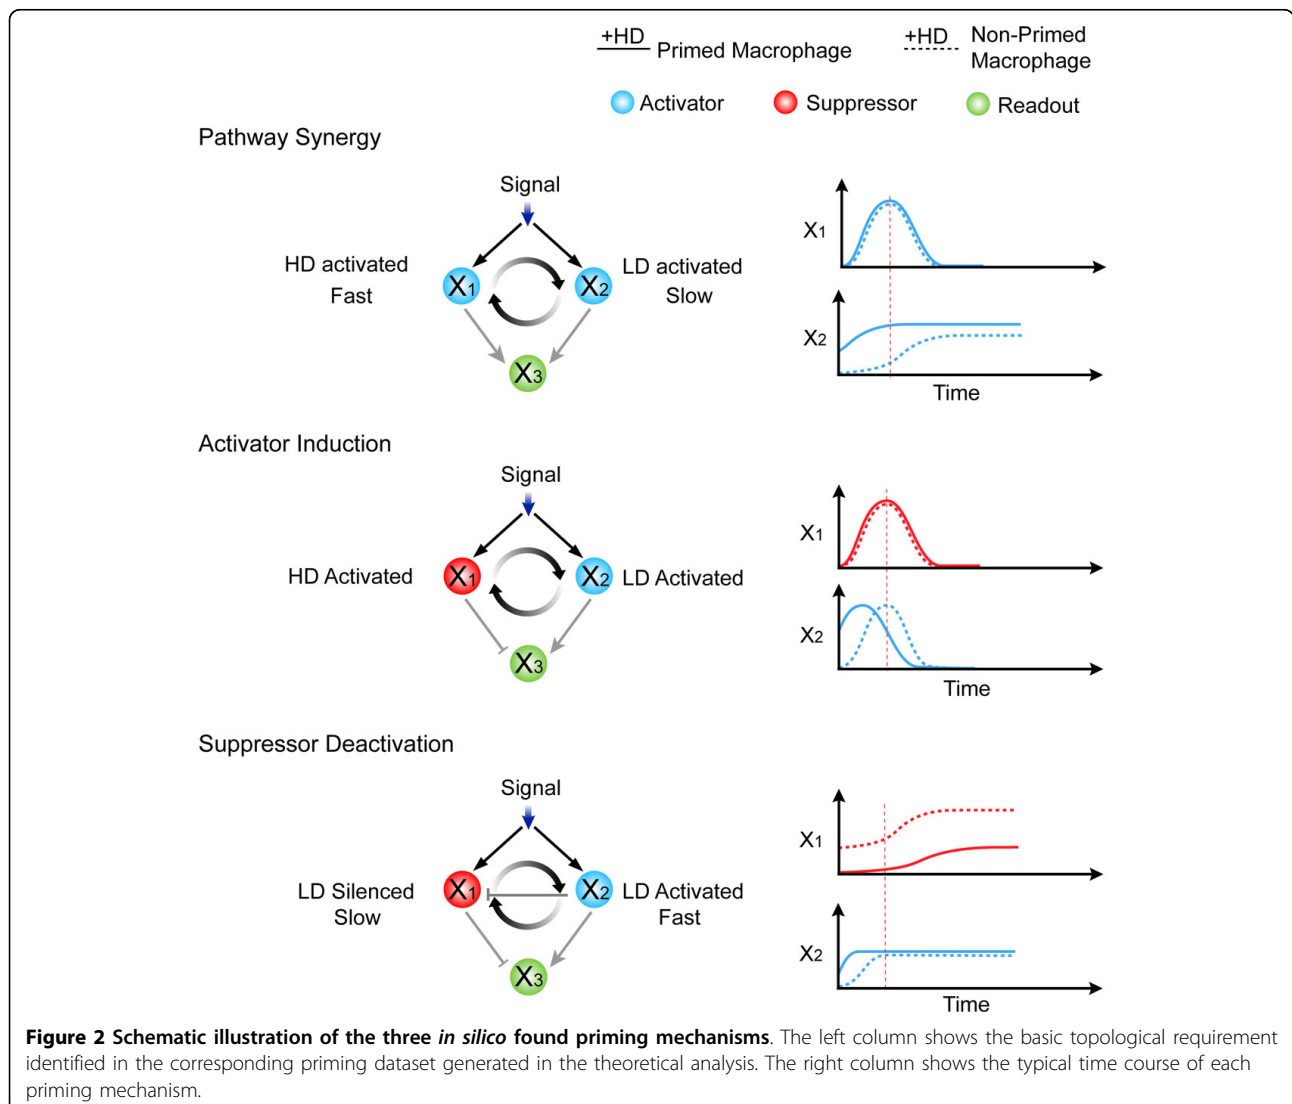 +HD Primed Macrophage
+HD Non-Primed
Macrophage
Activator Suppressor Readout
Pathway Synergy
Signal
HD activated
Fast
X1 X2
LD activated
Slow
X3
X1
X2
Time
Activator Induction
Signal
HD Activated X1 X2 LD Activated
X3
X1
X2
Time
Suppressor Deactivation
Signal
LD Silenced
Slow
X1 X2
LD Activated
Fast
X3
X1
X2
Time
Figure 2 Schematic illustration of the three in silico found priming mechanisms. The left column shows the basic topological requirement
identified in the corresponding priming dataset generated in the theoretical analysis. The right column shows the typical time course of each
priming mechanism.